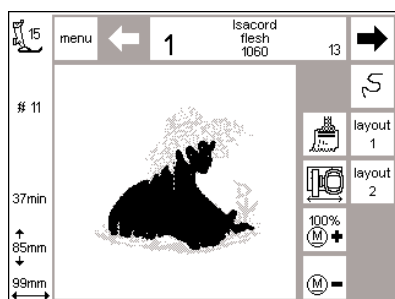 15
menu
1
Isacord
flesh
1060
13
# 11
layout
1
layout
2
37min
85mm
99mm
100%
M +
M -